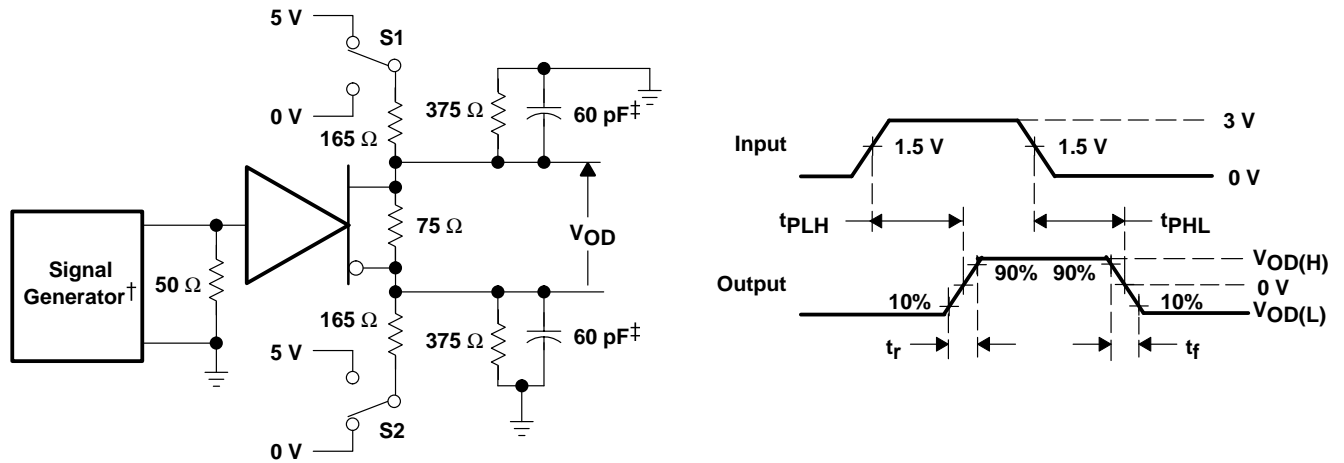 5 V
S1
0 V
165 Ω
375 Ω
60 pF‡
75 Ω
VOD
Signal
Generator†
50 Ω
165 Ω
375 Ω
60 pF‡
5 V
S2
0 V
Input
1.5 V
1.5 V
3 V
0 V
tPLH
tPHL
Output
10%
90%
90%
10%
VOD(H)
0 V
VOD(L)
tr
tf